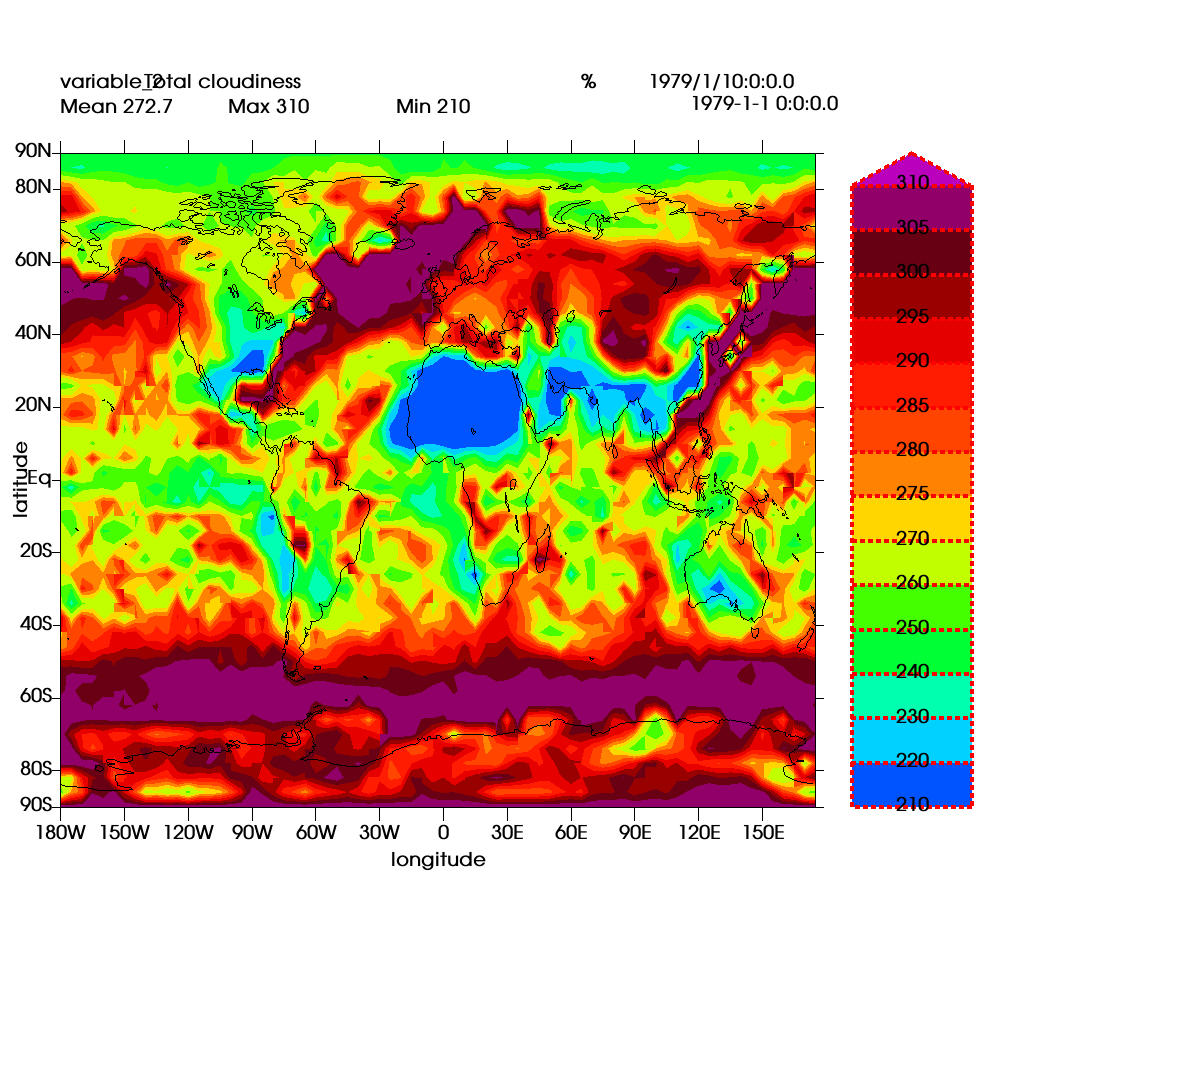 variable_2 Total cloudiness % 1979/1/10:0:0.0
Mean 272.7 Max 310 Min 210 1979-1-1 0:0:0.0
90N
80N
60N
40N
20N
Eq
20S
40S
60S
80S
90S
latitude
180W 150W 120W 90W 60W 30W 0 30E 60E 90E 120E 150E
longitude
310
305
300
295
290
285
280
275
270
260
250
240
230
220
210